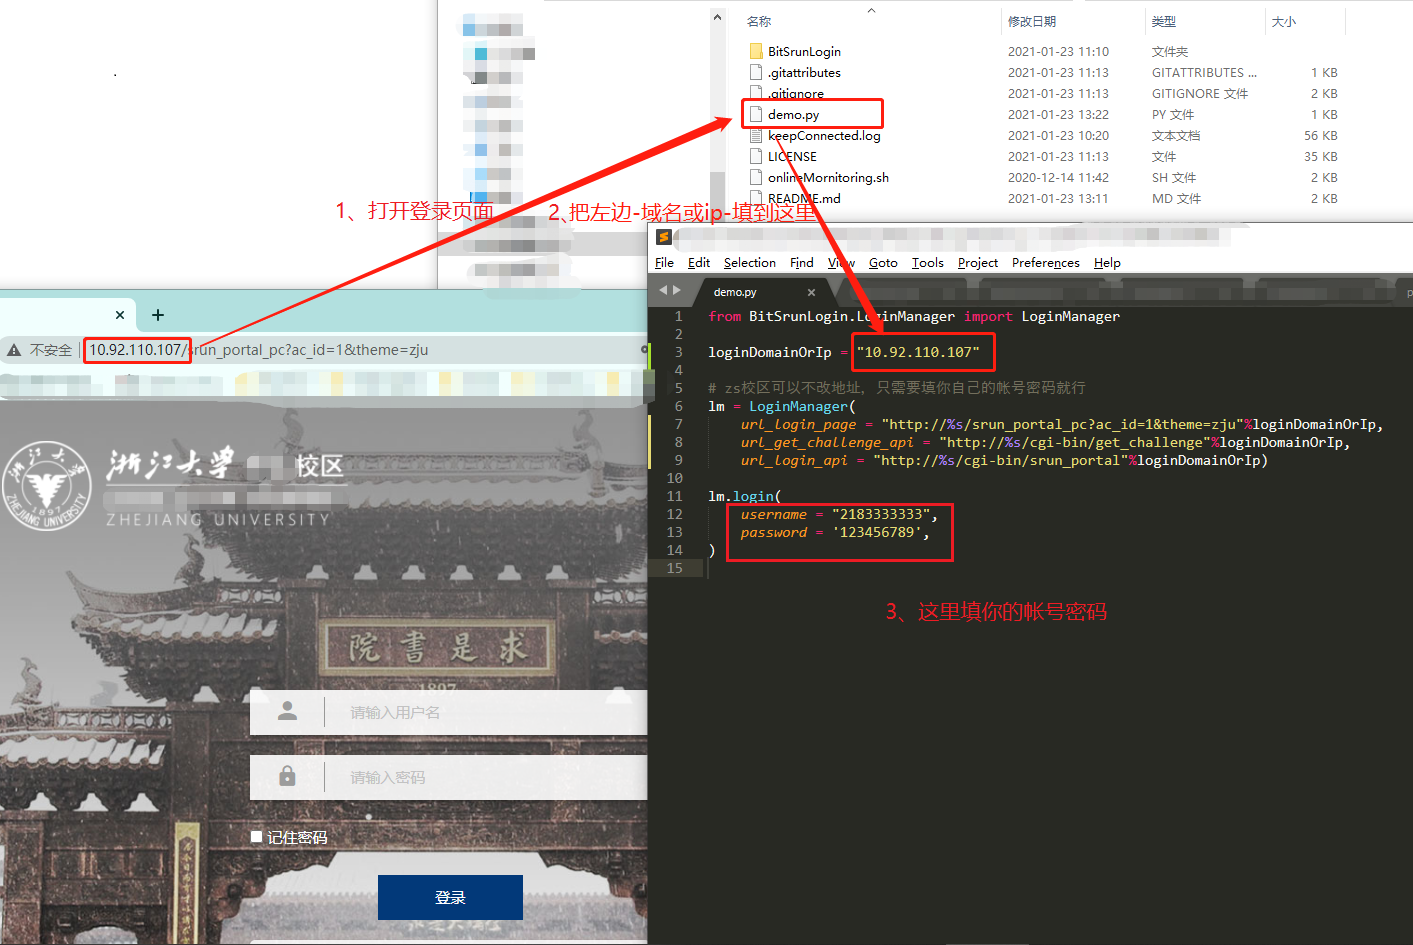 名称 修改日期 类型 大小
BitSrunLogin 2021-01-23 11:10 文件夹
.gitattributes 2021-01-23 11:13 GITATTRIBUTES ... 1 KB
.gitignore 2021-01-23 11:13 GITIGNORE 文件 2 KB
demo.py 2021-01-23 13:22 PY 文件 1 KB
keepConnected.log 2021-01-23 10:20 文本文档 56 KB
LICENSE 2021-01-23 11:13 文件 35 KB
onlineMornitoring.sh 2020-12-14 11:42 SH 文件 2 KB
README.md 2021-01-23 13:11 MD 文件 2 KB
1、打开登录页面
2、把左边-域名或ip-填到这里
File Edit Selection Find View Goto Tools Project Preferences Help
demo.py
1 from BitSrunLogin.LoginManager import LoginManager
2
3 loginDomainOrIp = "10.92.110.107"
4
5 # zs校区可以不改地址，只需要填你自己的帐号密码就行
6 lm = LoginManager(
7 url_login_page = "http://%s/srun_portal_pc?ac_id=1&theme=zju"%loginDomainOrIp,
8 url_get_challenge_api = "http://%s/cgi-bin/get_challenge"%loginDomainOrIp,
9 url_login_api = "http://%s/cgi-bin/srun_portal"%loginDomainOrIp)
10
11 lm.login(
12 username = "2183333333",
13 password = '123456789',
14 )
15
3、这里填你的帐号密码
不安全 10.92.110.107/srun_portal_pc?ac_id=1&theme=zju
浙江大学 校区
ZHEJIANG UNIVERSITY
浙江大学
1897
ZHEJIANG UNIVERSITY
院書是求
1897
请输入用户名
请输入密码
记住密码
登录